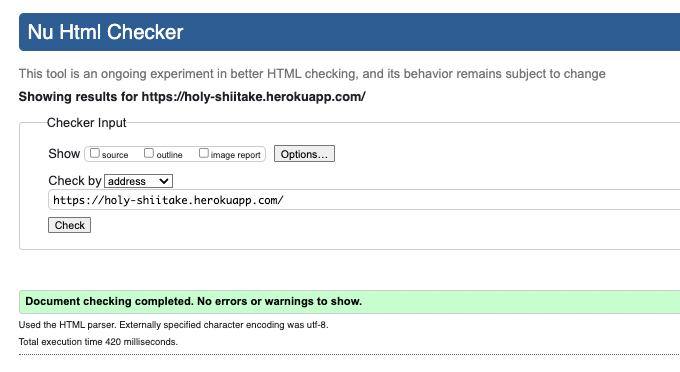 Nu Html Checker
This tool is an ongoing experiment in better HTML checking, and its behavior remains subject to change
Showing results for https://holy-shiitake.herokuapp.com/
Checker Input
Show source outline image report Options...
Check by address
https://holy-shiitake.herokuapp.com/
Check
Document checking completed. No errors or warnings to show.
Used the HTML parser. Externally specified character encoding was utf-8.
Total execution time 420 milliseconds.